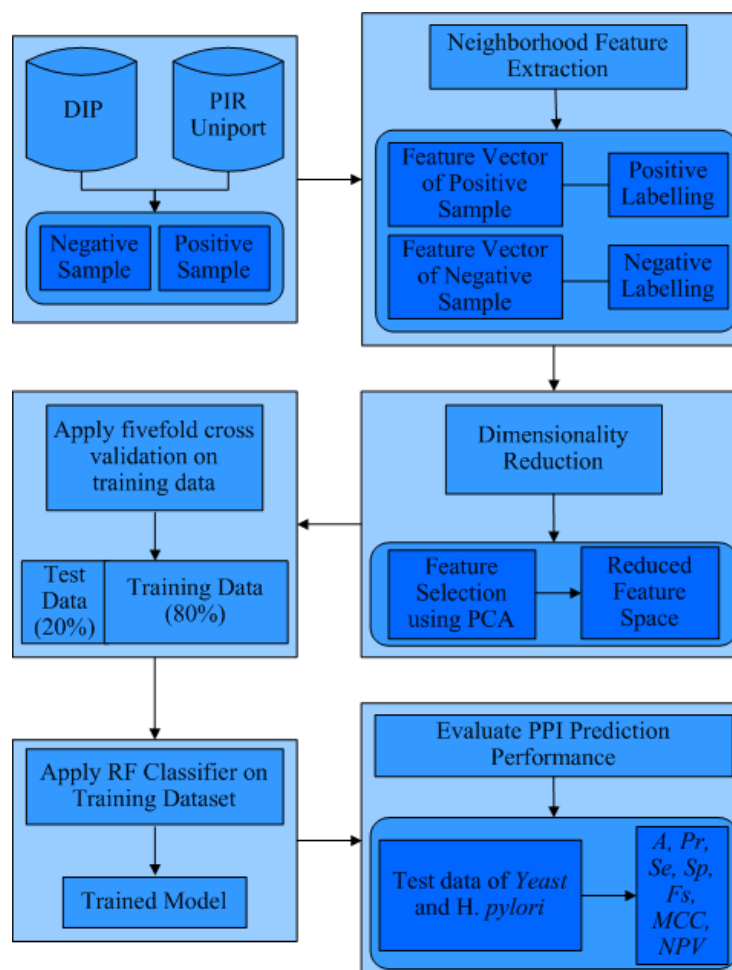 DIP
PIR
Uniport
Negative
Sample
Positive
Sample
Neighborhood Feature
Extraction
Feature Vector
of Positive
Sample
Positive
Labelling
Feature Vector
of Negative
Sample
Negative
Labelling
Dimensionality
Reduction
Feature
Selection
using PCA
Reduced
Feature
Space
Apply fivefold cross
validation on
training data
Test
Data
(20%)
Training Data
(80%)
Apply RF Classifier on
Training Dataset
Trained Model
Evaluate PPI Prediction
Performance
Test data of Yeast
and H. pylori
A, Pr,
Se, Sp,
Fs,
MCC,
NPV